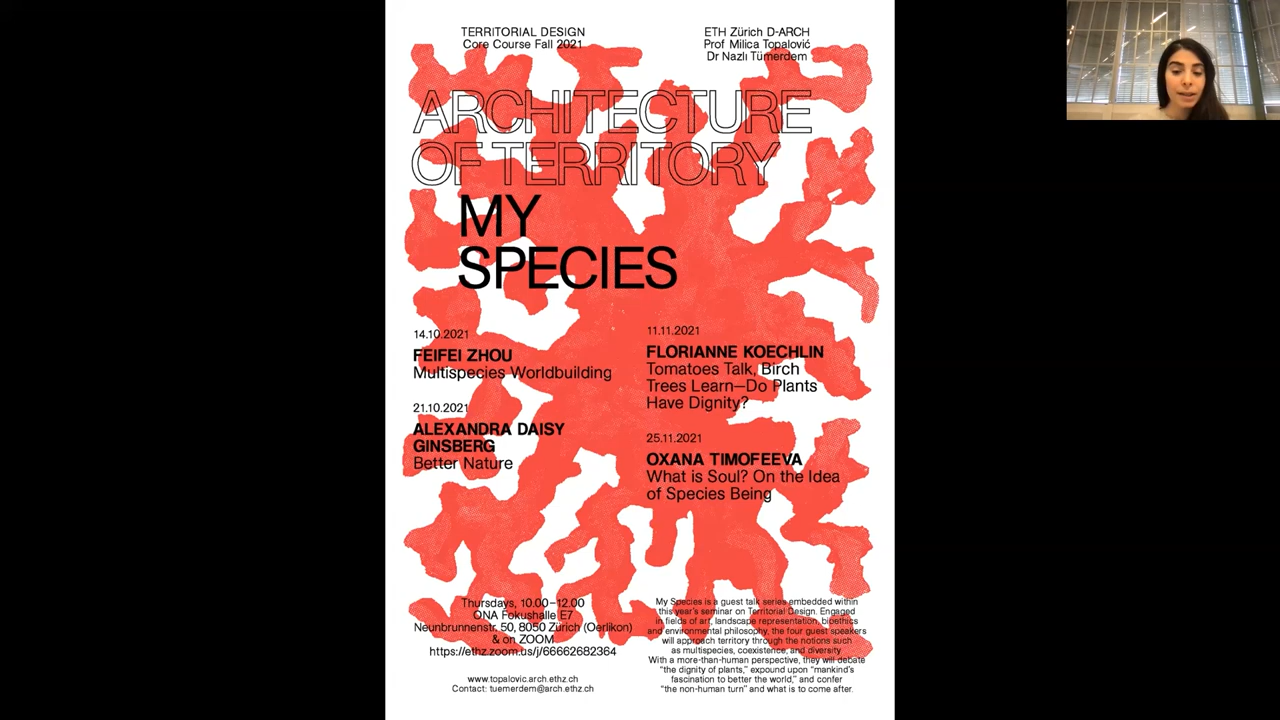 TERRITORIAL DESIGN
Core Course Fall 2021
ETH Zürich D-ARCH
Prof Milica Topalović
Dr Nazlı Tümerdem
ARCHITECTURE
OF TERRITORY
MY
SPECIES
14.10.2021
FEIFEI ZHOU
Multispecies Worldbuilding
21.10.2021
ALEXANDRA DAISY
GINSBERG
Better Nature
11.11.2021
FLORIANNE KOECHLIN
Tomatoes Talk, Birch
Trees Learn—Do Plants
Have Dignity?
25.11.2021
OXANA TIMOFEEVA
What is Soul? On the Idea
of Species Being
Thursdays, 10.00–12.00
ONA Fokushalle E7
Neunbrunnenstr. 50, 8050 Zürich (Oerlikon)
& on ZOOM
https://ethz.zoom.us/j/66662682364
www.topalovic.arch.ethz.ch
Contact: tuemerdem@arch.ethz.ch
My Species is a guest talk series embedded within
this year's seminar on Territorial Design. Engaged
in fields of art, landscape representation, bioethics
and environmental philosophy, the four guest speakers
will approach territory through the notions such
as multispecies, coexistence, and diversity
With a more-than-human perspective, they will debate
"the dignity of plants," expound upon "mankind's
fascination to better the world," and confer
"the non-human turn" and what is to come after.